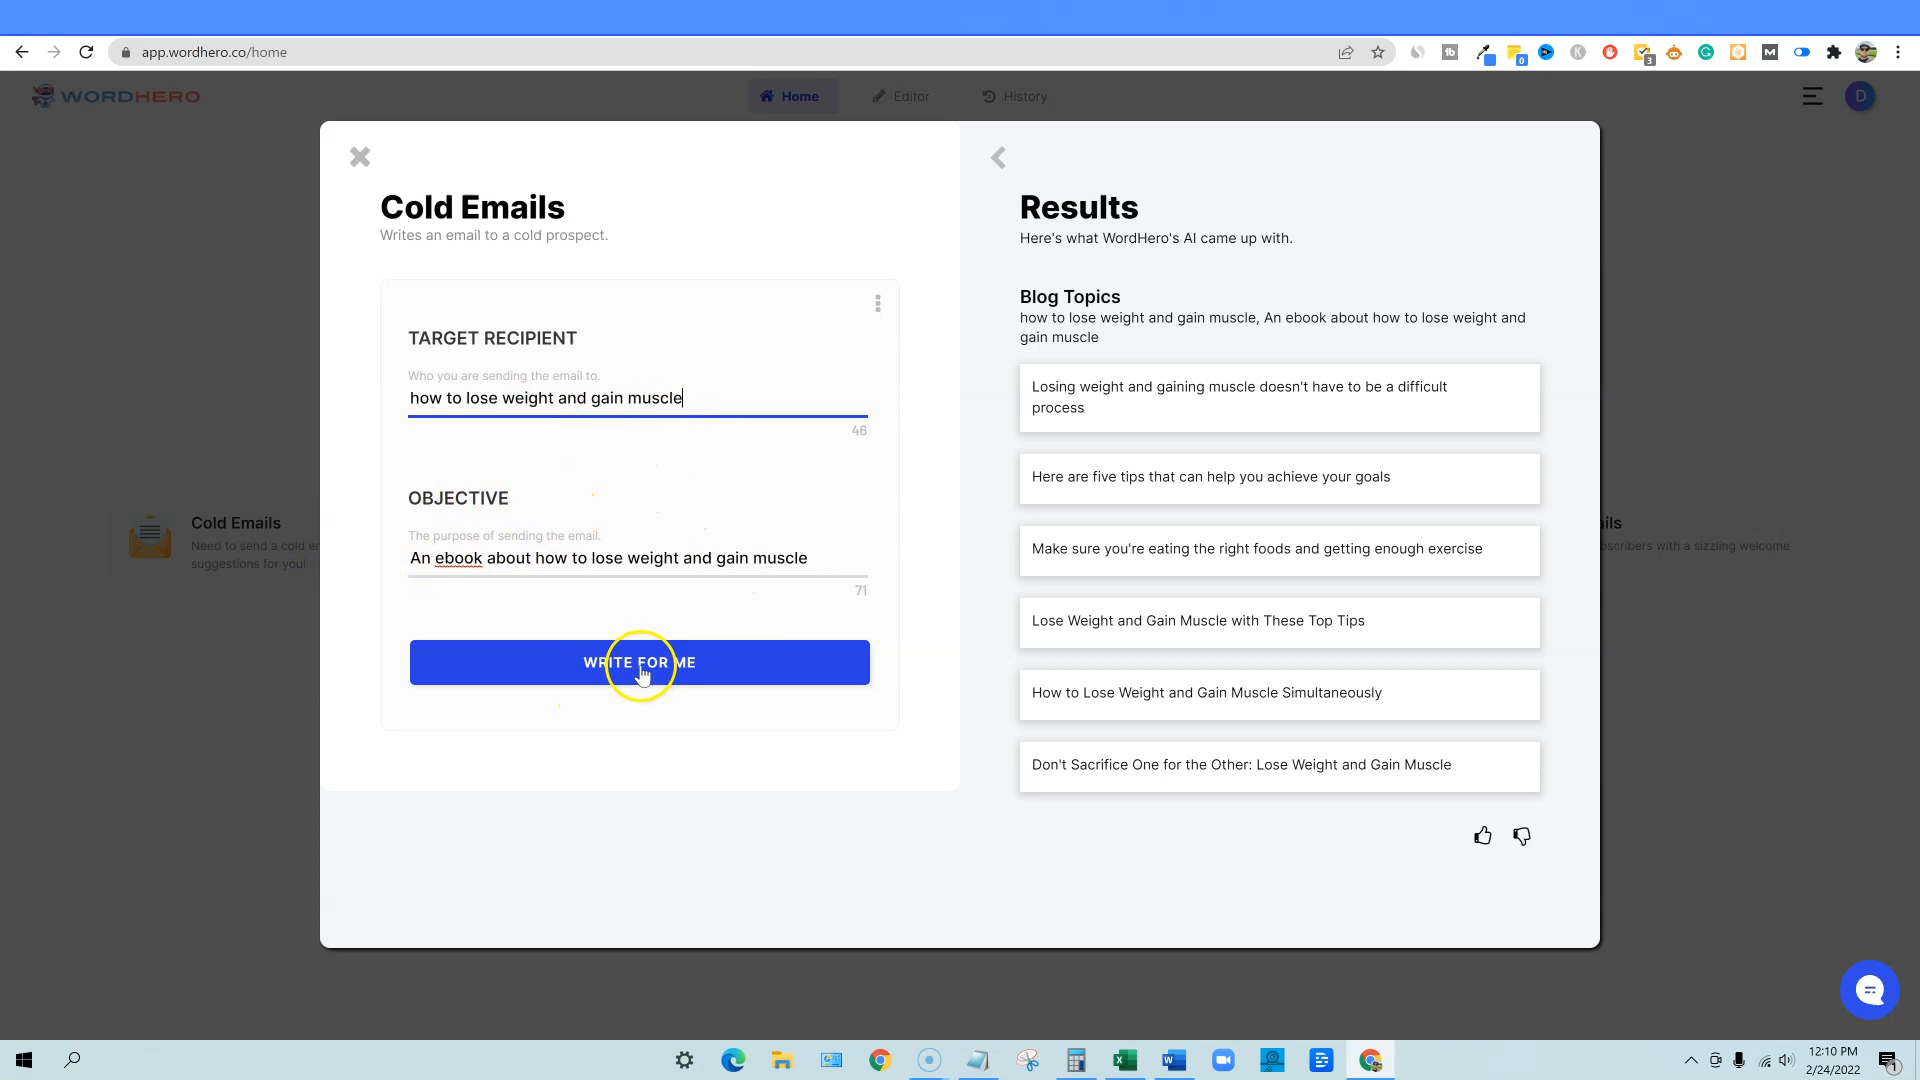 app.wordhero.co/home
WORDHERO
Home
Editor
History
D
Cold Emails
Writes an email to a cold prospect.
TARGET RECIPIENT
Who you are sending the email to.
how to lose weight and gain muscle
46
OBJECTIVE
The purpose of sending the email.
An ebook about how to lose weight and gain muscle
71
WRITE FOR ME
Results
Here's what WordHero's AI came up with.
Blog Topics
how to lose weight and gain muscle, An ebook about how to lose weight and
gain muscle
Losing weight and gaining muscle doesn't have to be a difficult
process
Here are five tips that can help you achieve your goals
Make sure you're eating the right foods and getting enough exercise
Lose Weight and Gain Muscle with These Top Tips
How to Lose Weight and Gain Muscle Simultaneously
Don't Sacrifice One for the Other: Lose Weight and Gain Muscle
Cold Emails
Need to send a cold em
suggestions for you!
ails
bscribers with a sizzling welcome
12:10 PM
2/24/2022